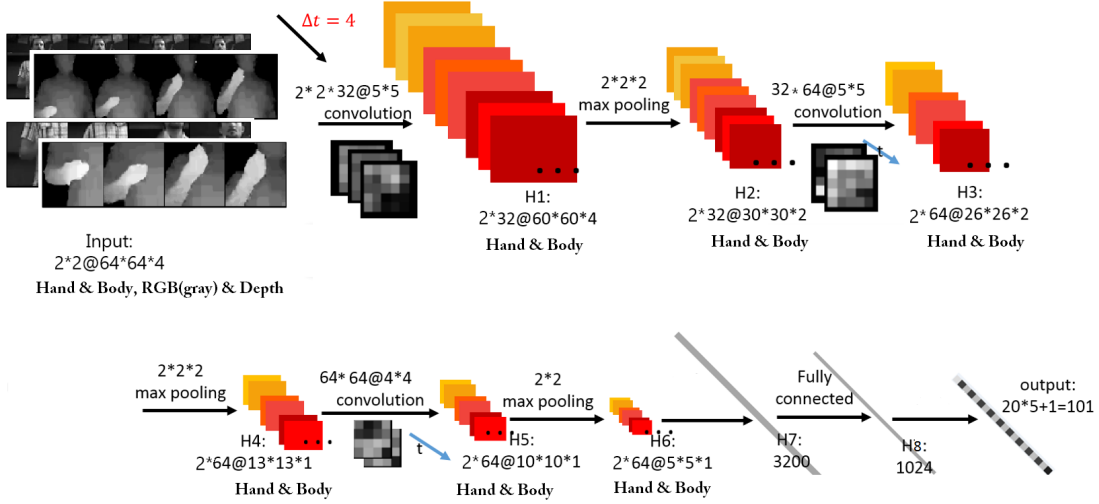 Δt = 4
2* 2* 32@5*5
convolution
2*2*2
max pooling
32* 64@5*5
convolution
t
H1:
2*32@60*60*4
Hand & Body
H2:
2*32@30*30*2
Hand & Body
H3:
2*64@26*26*2
Hand & Body
Input:
2*2@64*64*4
Hand & Body, RGB(gray) & Depth
2*2*2
max pooling
64* 64@4*4
convolution
t
2*2
max pooling
Fully
connected
output:
20*5+1=101
H4:
2*64@13*13*1
Hand & Body
H5:
2*64@10*10*1
Hand & Body
H6:
2*64@5*5*1
Hand & Body
H7:
3200
H8:
1024